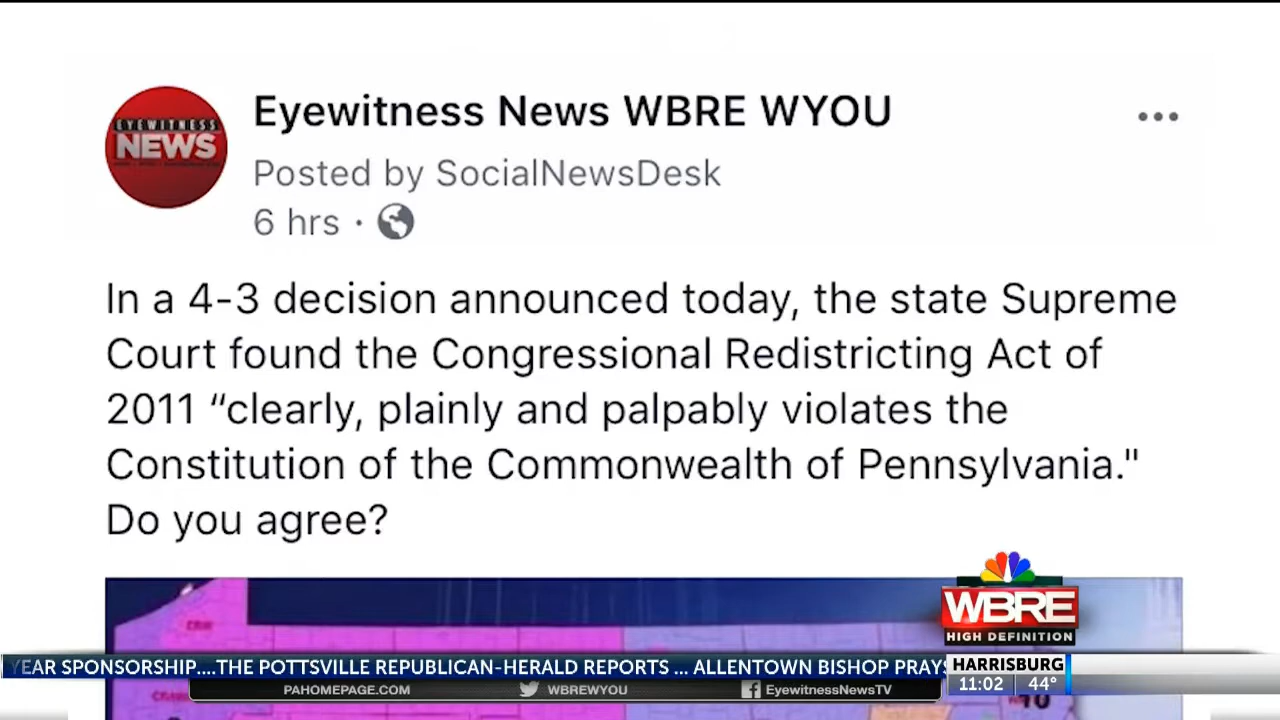 EYEWITNESS
NEWS
Eyewitness News WBRE WYOU
Posted by SocialNewsDesk
6 hrs ·
In a 4-3 decision announced today, the state Supreme
Court found the Congressional Redistricting Act of
2011 “clearly, plainly and palpably violates the
Constitution of the Commonwealth of Pennsylvania."
Do you agree?
WBRE
HIGH DEFINITION
YEAR SPONSORSHIP....THE POTTSVILLE REPUBLICAN-HERALD REPORTS ... ALLENTOWN BISHOP PRAYS
HARRISBURG
11:02 44°
PAHOMEPAGE.COM WBREWYOU EyewitnessNewsTV
10